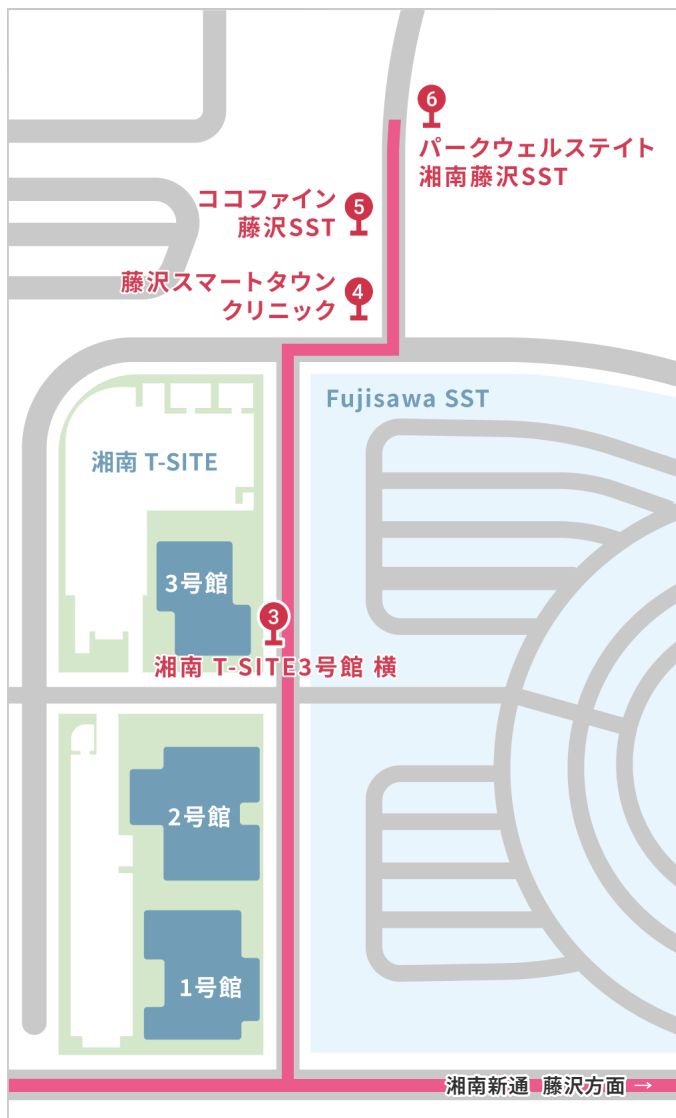 6
パークウェルステイト
湘南藤沢SST
ココファイン
藤沢SST
5
藤沢スマートタウン
クリニック
4
Fujisawa SST
湘南 T-SITE
3号館
3
湘南 T-SITE3号館 横
2号館
1号館
湘南新通 藤沢方面 →